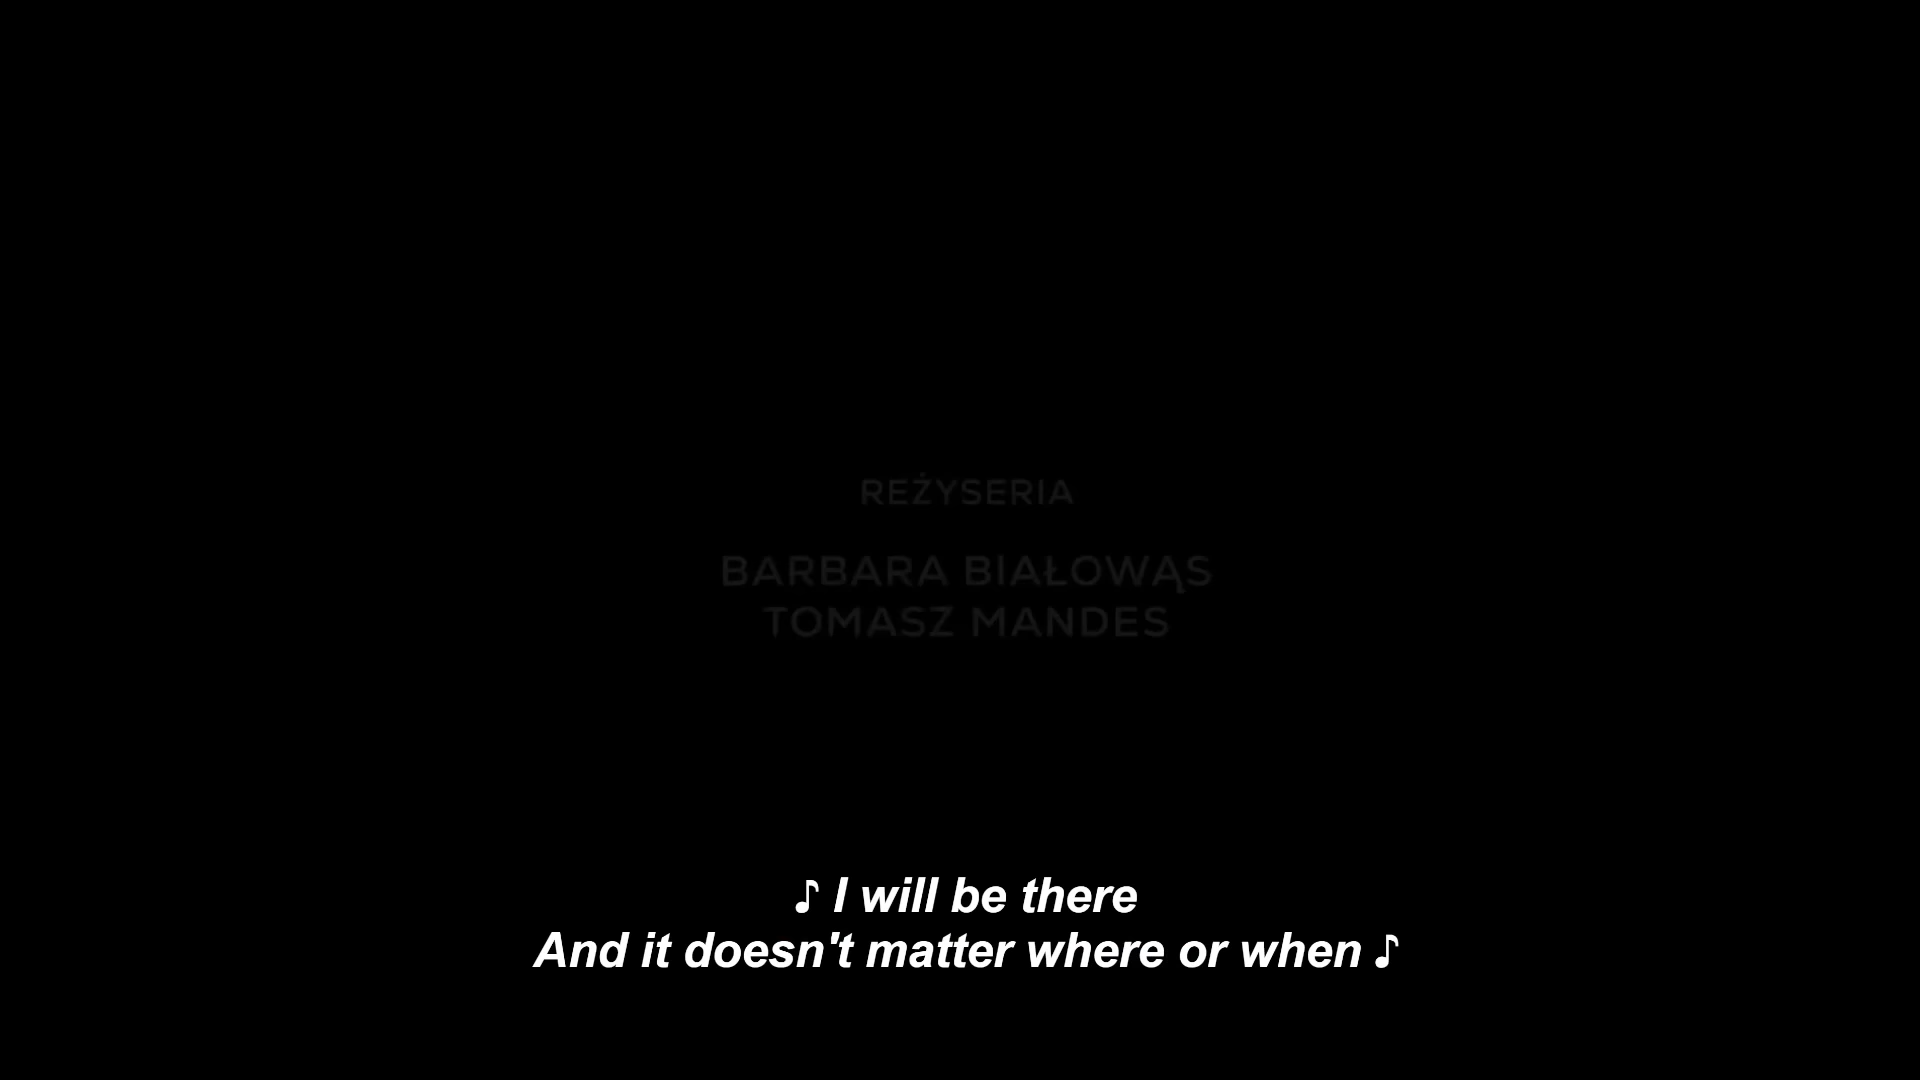 REŻYSERIA
BARBARA BIAŁOWĄS
TOMASZ MANDES
♪ I will be there
And it doesn't matter where or when ♪